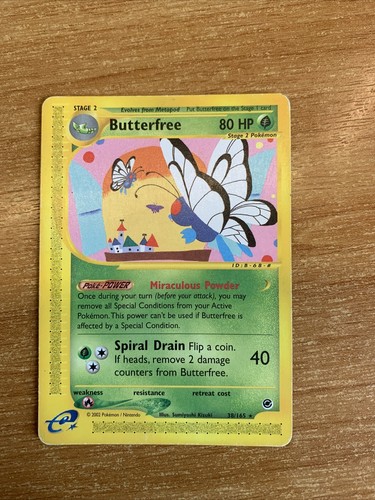 STAGE 2
Evolves from Metapod Put Butterfree on the Stage 1 card
Butterfree 80 HP
Stage 2 Pokémon
Poké-POWER Miraculous Powder
Once during your turn (before your attack), you may
remove all Special Conditions from your Active
Pokémon. This power can't be used if Butterfree is
affected by a Special Condition.
Spiral Drain Flip a coin.
If heads, remove 2 damage
counters from Butterfree.
40
weakness resistance retreat cost
©2002 Pokémon / Nintendo Illus. Sumiyoshi Kizuki 38/165 ★
e